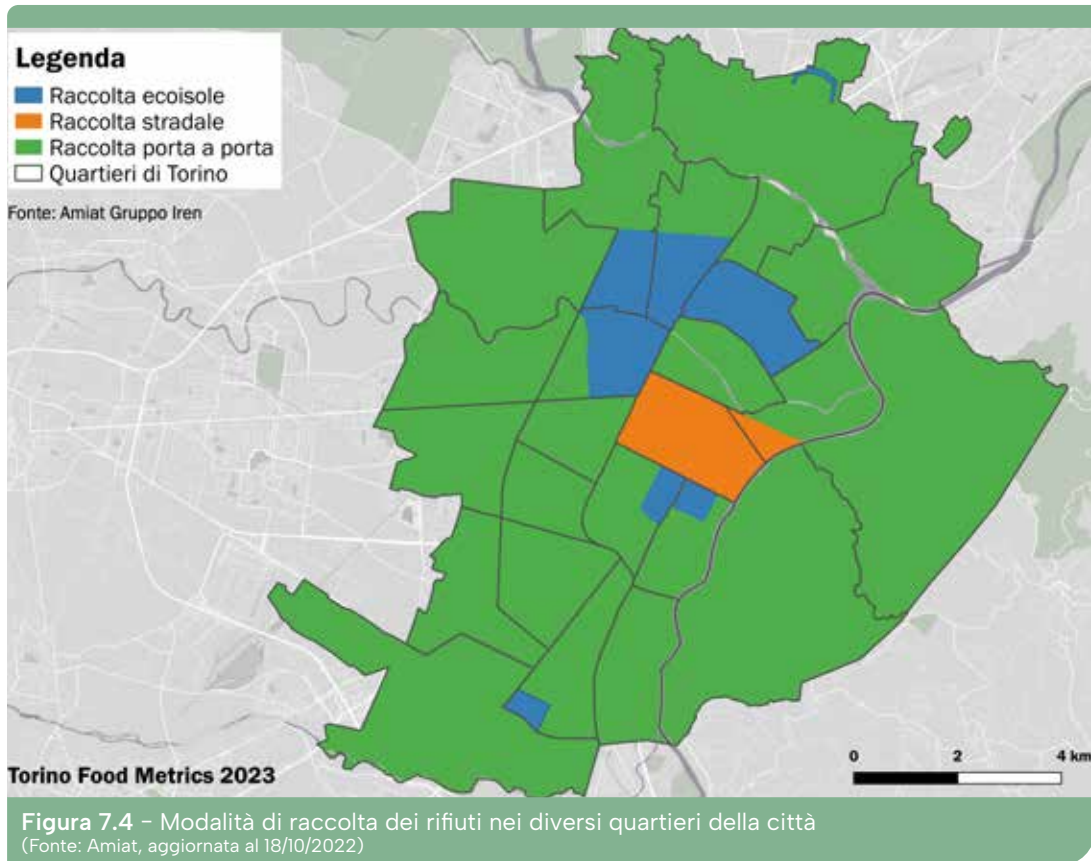 Legenda
Raccolta ecoisole
Raccolta stradale
Raccolta porta a porta
Quartieri di Torino
Fonte: Amiat Gruppo Iren
0 2 4 km
Torino Food Metrics 2023
Figura 7.4 – Modalità di raccolta dei rifiuti nei diversi quartieri della città
(Fonte: Amiat, aggiornata al 18/10/2022)